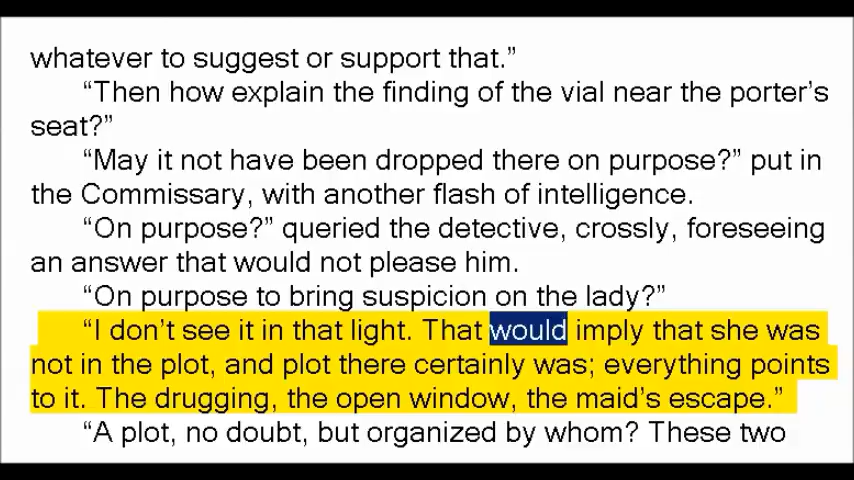 whatever to suggest or support that.”
“Then how explain the finding of the vial near the porter’s
seat?”
“May it not have been dropped there on purpose?” put in
the Commissary, with another flash of intelligence.
“On purpose?” queried the detective, crossly, foreseeing
an answer that would not please him.
“On purpose to bring suspicion on the lady?”
“I don’t see it in that light. That would imply that she was
not in the plot, and plot there certainly was; everything points
to it. The drugging, the open window, the maid’s escape.”
“A plot, no doubt, but organized by whom? These two